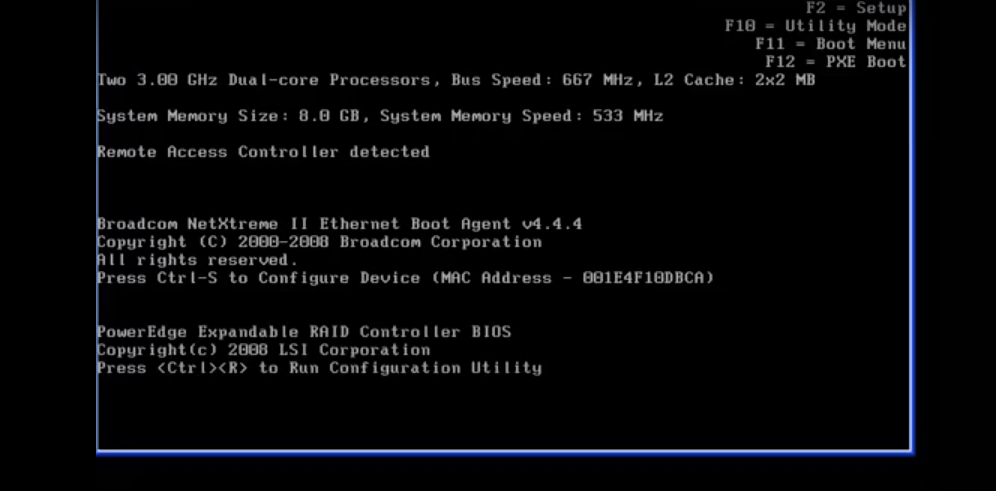 F2 = Setup
F10 = Utility Mode
F11 = Boot Menu
F12 = PXE Boot
Two 3.00 GHz Dual-core Processors, Bus Speed: 667 MHz, L2 Cache: 2x2 MB
System Memory Size: 8.0 GB, System Memory Speed: 533 MHz
Remote Access Controller detected
Broadcom NetXtreme II Ethernet Boot Agent v4.4.4
Copyright (C) 2000-2008 Broadcom Corporation
All rights reserved.
Press Ctrl-S to Configure Device (MAC Address - 001E4F10DBCA)
PowerEdge Expandable RAID Controller BIOS
Copyright(c) 2008 LSI Corporation
Press <Ctrl><R> to Run Configuration Utility